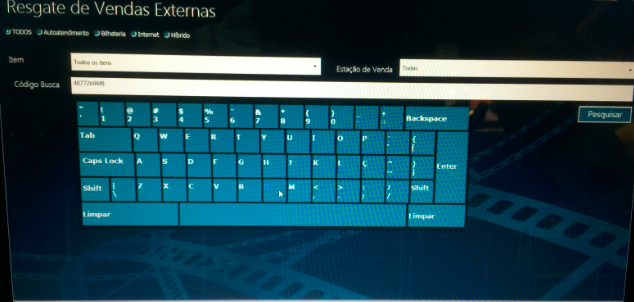 Resgate de Vendas Externas
TODOS Autoatendimento Bilheteria Internet Híbrido
Item Todos os itens Estação de Venda Todas
Código Busca
Pesquisar
! @ # $ % & * ( ) _ + Backspace
1 2 3 4 5 6 7 8 9 0
Tab Q W E R T Y U I O P {
[
Caps Lock A S D F G H J K L Ç ^ } Enter
~ ]
Shift | Z X C V B M < > : ? Shift
\ , . ; /
Limpar Limpar